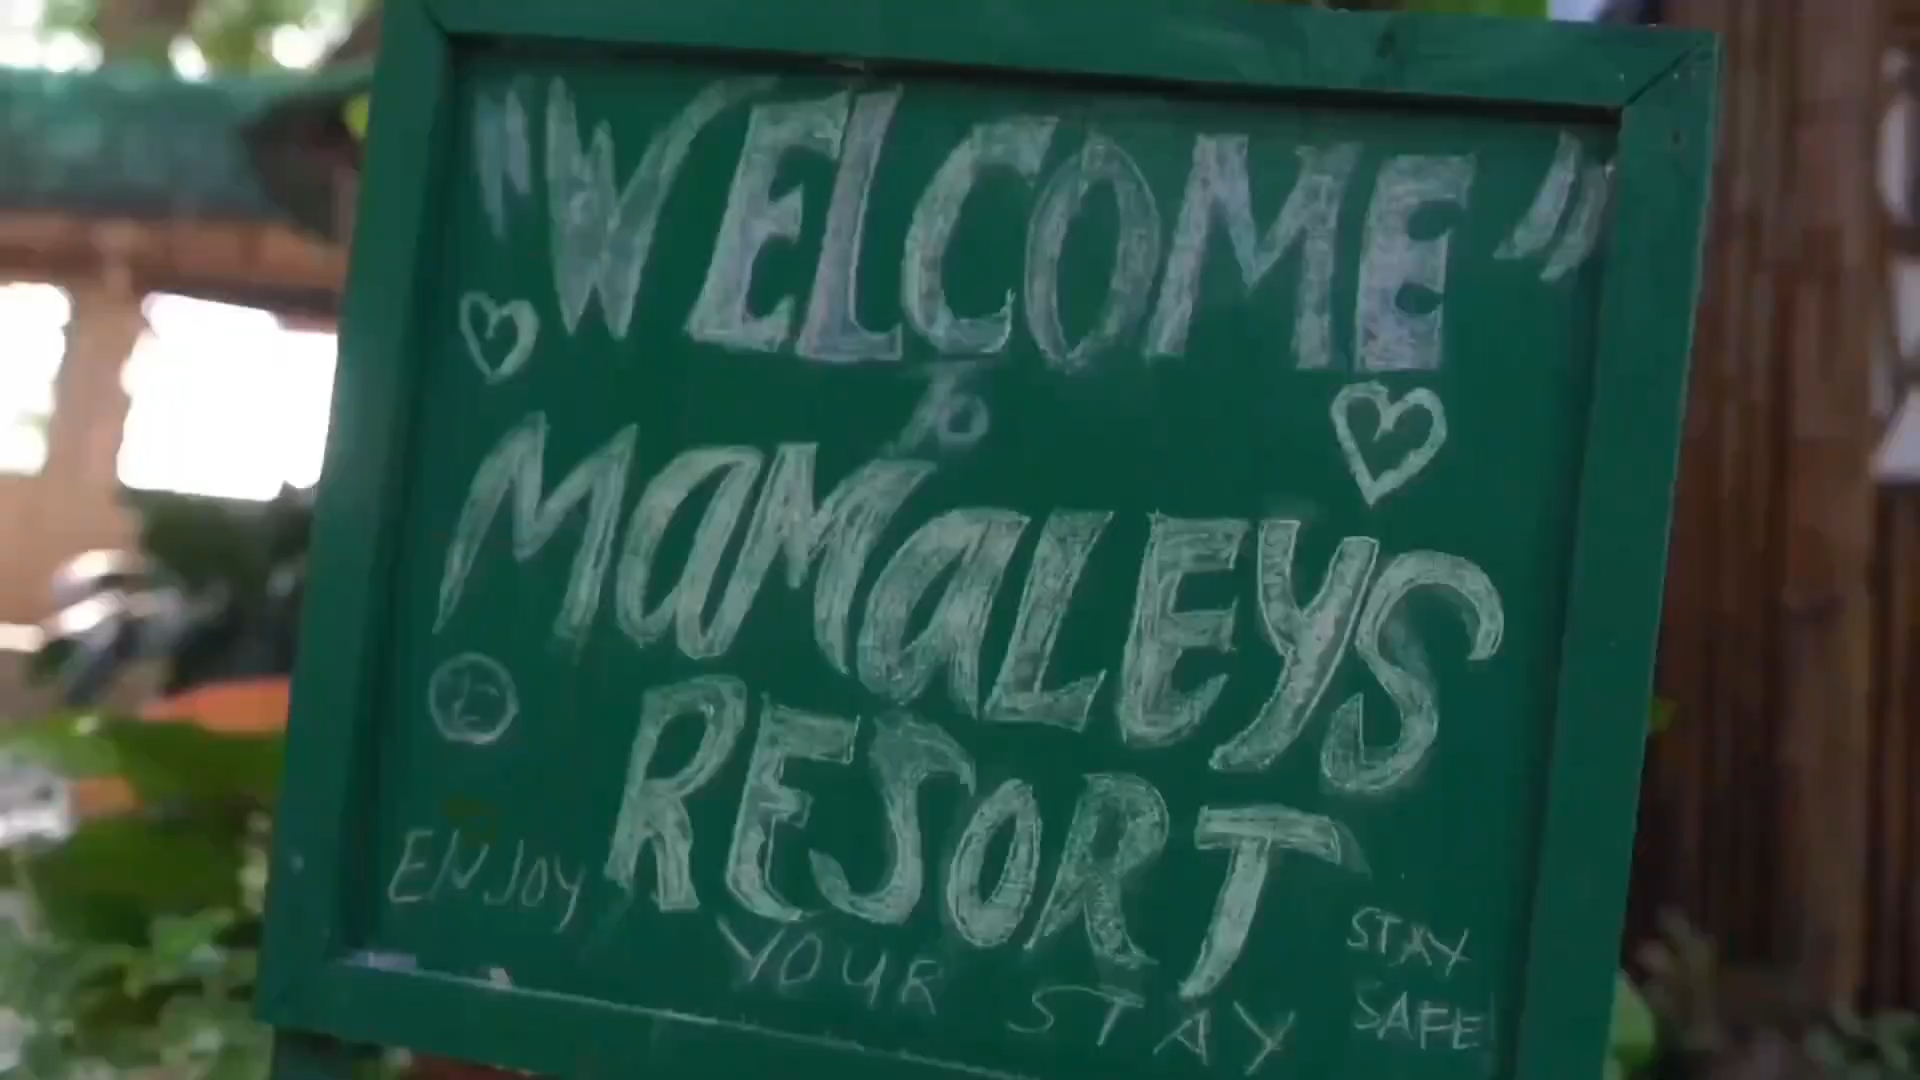 "WELCOME"
To
MaMaLEYS
RESORT
ENJOY YOUR STAY
STAY
SAFE